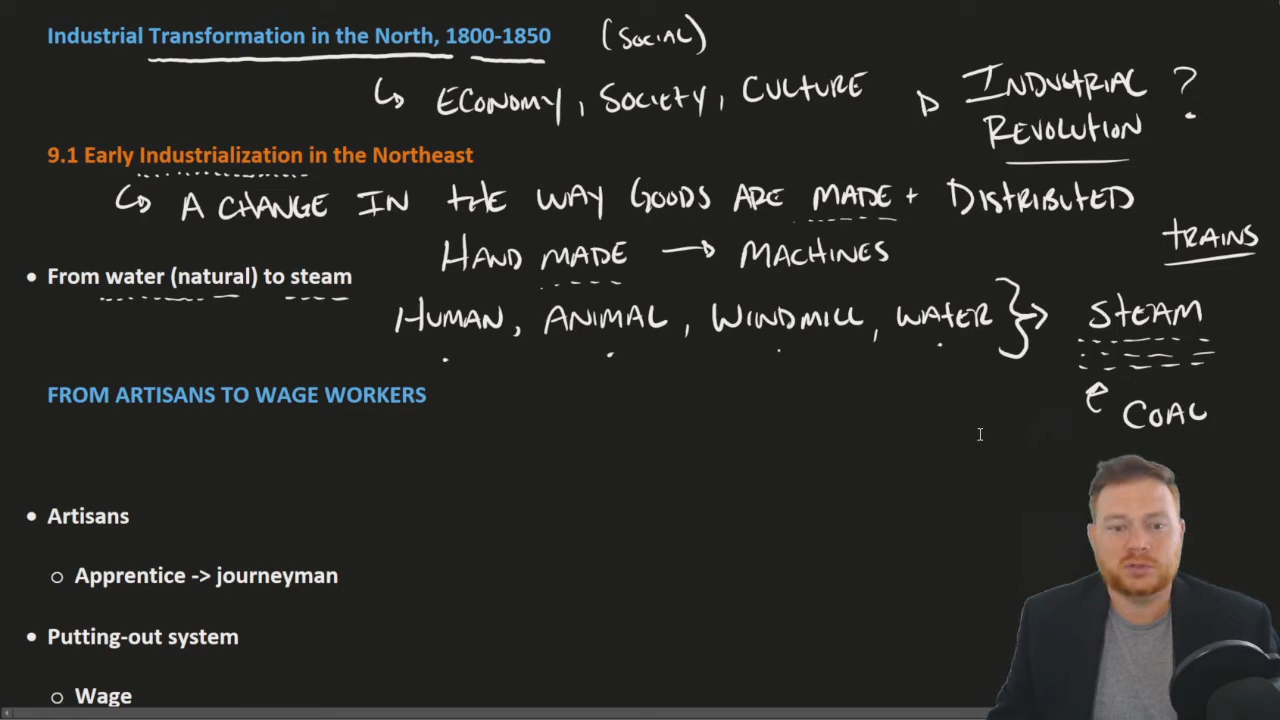 Industrial Transformation in the North, 1800-1850 (SOCIAL)
↳ ECONOMY, SOCIETY, CULTURE ▷ INDUSTRIAL ?
REVOLUTION
9.1 Early Industrialization in the Northeast
↳ A CHANGE IN THE WAY GOODS ARE MADE + DISTRIBUTED
HAND MADE → MACHINES
TRAINS
• From water (natural) to steam
HUMAN, ANIMAL, WINDMILL, WATER } → STEAM
COAL
FROM ARTISANS TO WAGE WORKERS
• Artisans
○ Apprentice -> journeyman
• Putting-out system
○ Wage